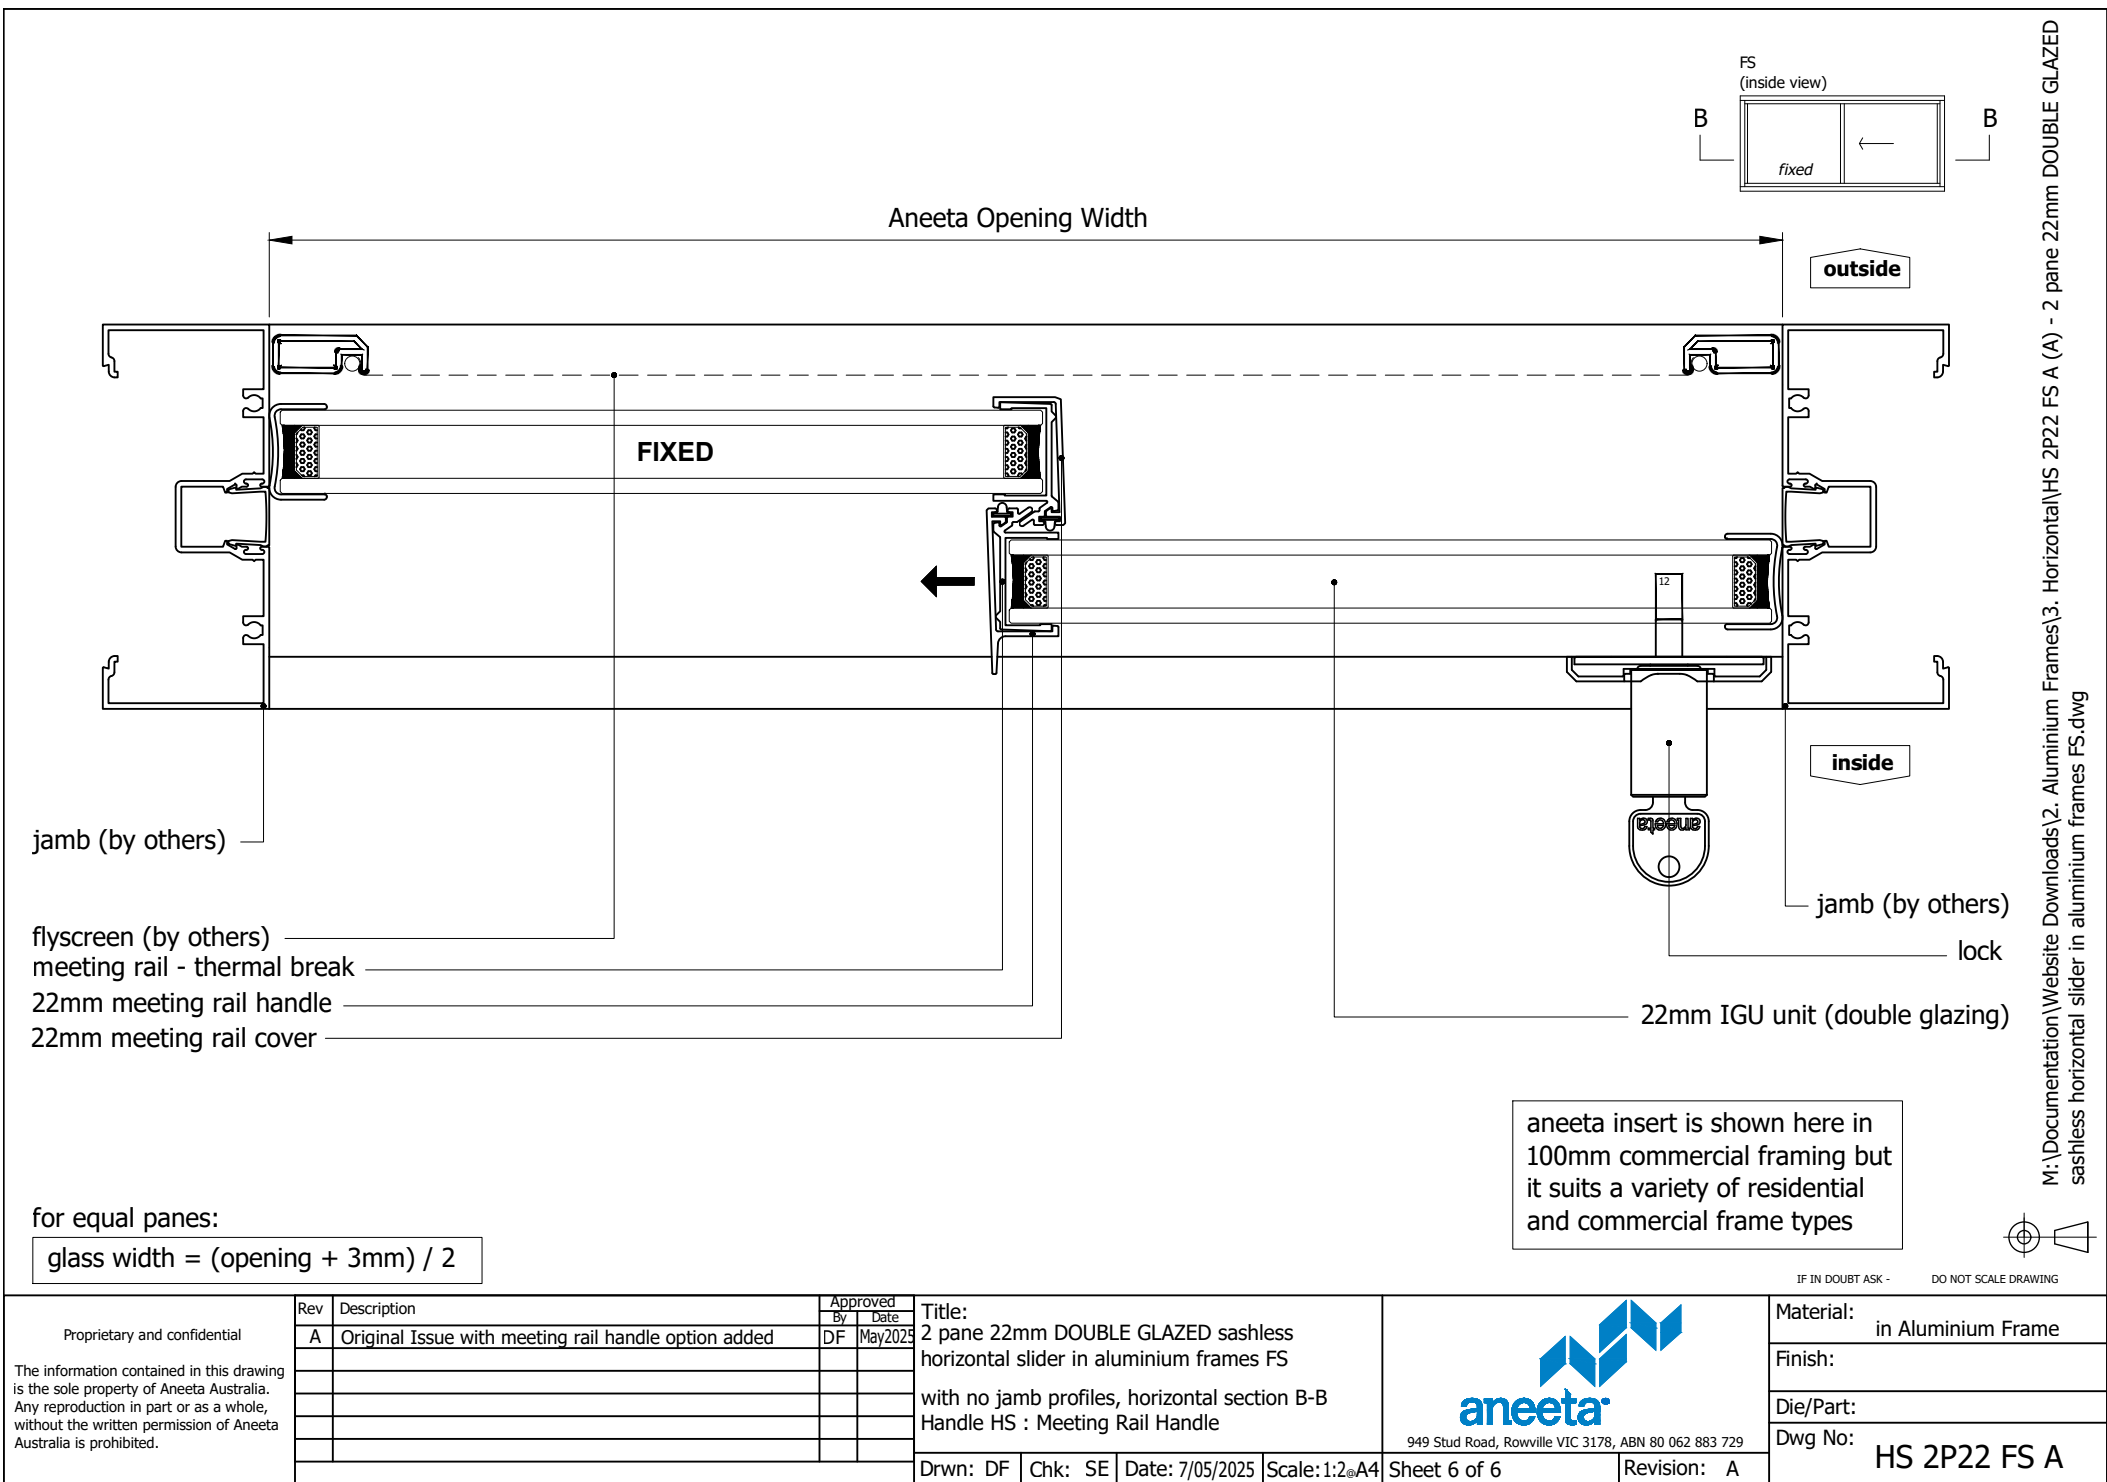 FS
(inside view)
B
B
fixed
Aneeta Opening Width
outside
FIXED
12
inside
aneeta
jamb (by others)
jamb (by others)
flyscreen (by others)
lock
meeting rail - thermal break
22mm meeting rail handle
22mm IGU unit (double glazing)
22mm meeting rail cover
M:\Documentation\Website Downloads\2. Aluminium Frames\3. Horizontal\HS 2P22 FS A (A) - 2 pane 22mm DOUBLE GLAZED
sashless horizontal slider in aluminium frames FS.dwg
aneeta insert is shown here in
100mm commercial framing but
it suits a variety of residential
and commercial frame types
for equal panes:
glass width = (opening + 3mm) / 2
IF IN DOUBT ASK - DO NOT SCALE DRAWING
Proprietary and confidential
The information contained in this drawing
is the sole property of Aneeta Australia.
Any reproduction in part or as a whole,
without the written permission of Aneeta
Australia is prohibited.
Rev Description Approved
By Date
A Original Issue with meeting rail handle option added DF May2025
Title:
2 pane 22mm DOUBLE GLAZED sashless
horizontal slider in aluminium frames FS
with no jamb profiles, horizontal section B-B
Handle HS : Meeting Rail Handle
Drwn: DF Chk: SE Date: 7/05/2025 Scale: 1:2@A4 Sheet 6 of 6 Revision: A
aneeta
949 Stud Road, Rowville VIC 3178, ABN 80 062 883 729
Material:
in Aluminium Frame
Finish:
Die/Part:
Dwg No:
HS 2P22 FS A